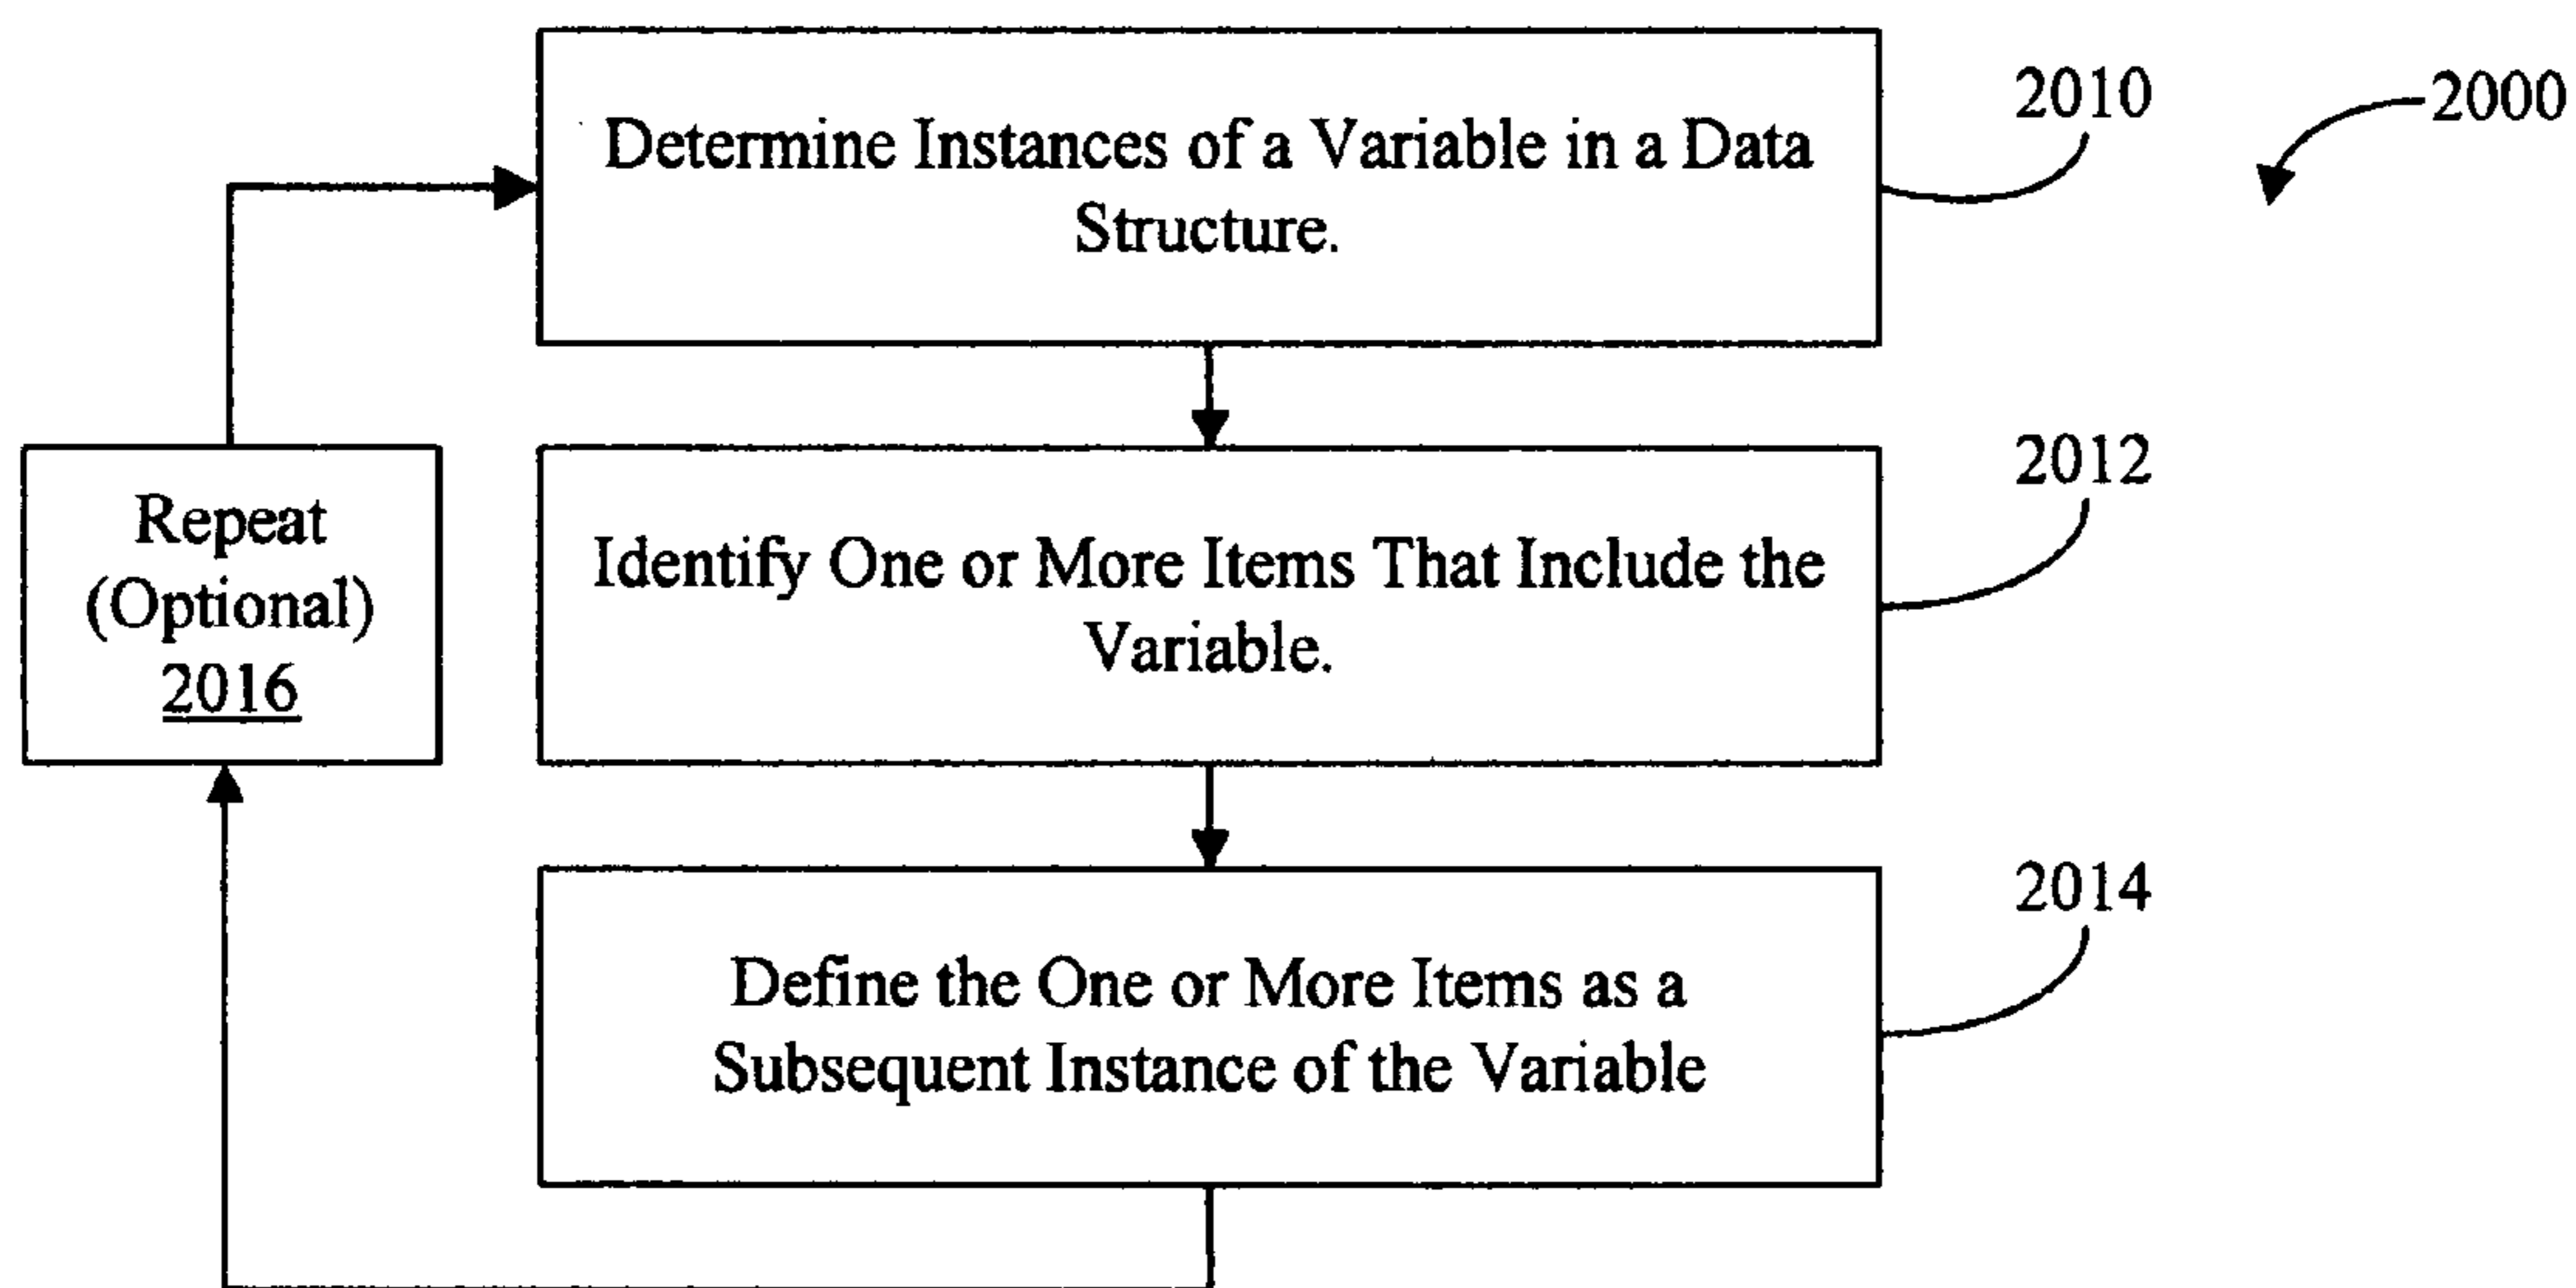 Determine Instances of a Variable in a Data
Structure.
2010
2000
Identify One or More Items That Include the
Variable.
2012
Repeat
(Optional)
2016
Define the One or More Items as a
Subsequent Instance of the Variable
2014